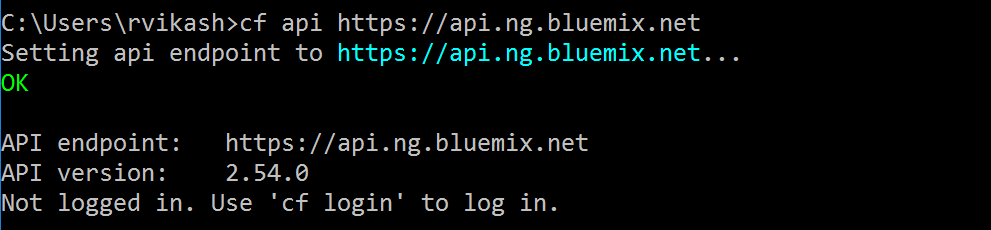 C:\Users\rvikash>cf api https://api.ng.bluemix.net
Setting api endpoint to https://api.ng.bluemix.net...
OK
API endpoint:   https://api.ng.bluemix.net
API version:    2.54.0
Not logged in. Use 'cf login' to log in.